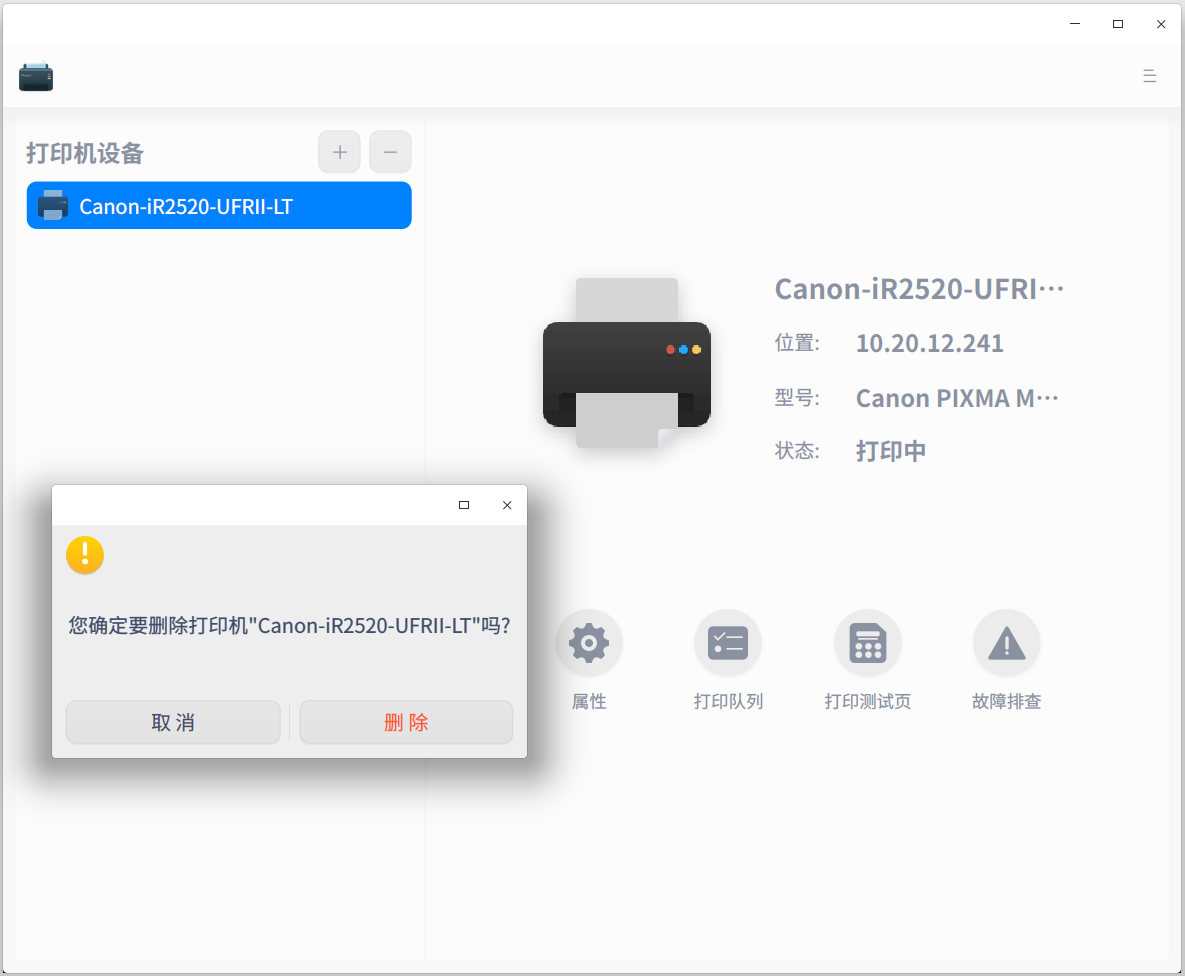 打印机设备
Canon-iR2520-UFRII-LT
Canon-iR2520-UFRI···
位置: 10.20.12.241
型号: Canon PIXMA M···
状态: 打印中
您确定要删除打印机"Canon-iR2520-UFRII-LT"吗?
取 消 删 除
属性 打印队列 打印测试页 故障排查